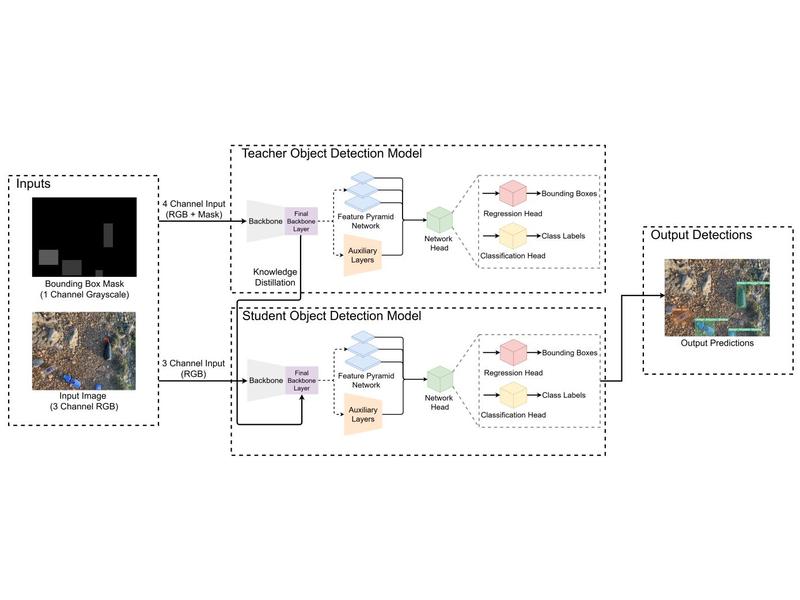 Inputs
Bounding Box Mask
(1 Channel Grayscale)
Input Image
(3 Channel RGB)
4 Channel Input
(RGB + Mask)
3 Channel Input
(RGB)
Teacher Object Detection Model
Backbone
Final
Backbone
Layer
Feature Pyramid
Network
Auxiliary
Layers
Network
Head
Bounding Boxes
Regression Head
Class Labels
Classification Head
Knowledge
Distillation
Student Object Detection Model
Backbone
Final
Backbone
Layer
Feature Pyramid
Network
Auxiliary
Layers
Network
Head
Bounding Boxes
Regression Head
Class Labels
Classification Head
Output Detections
Output Predictions